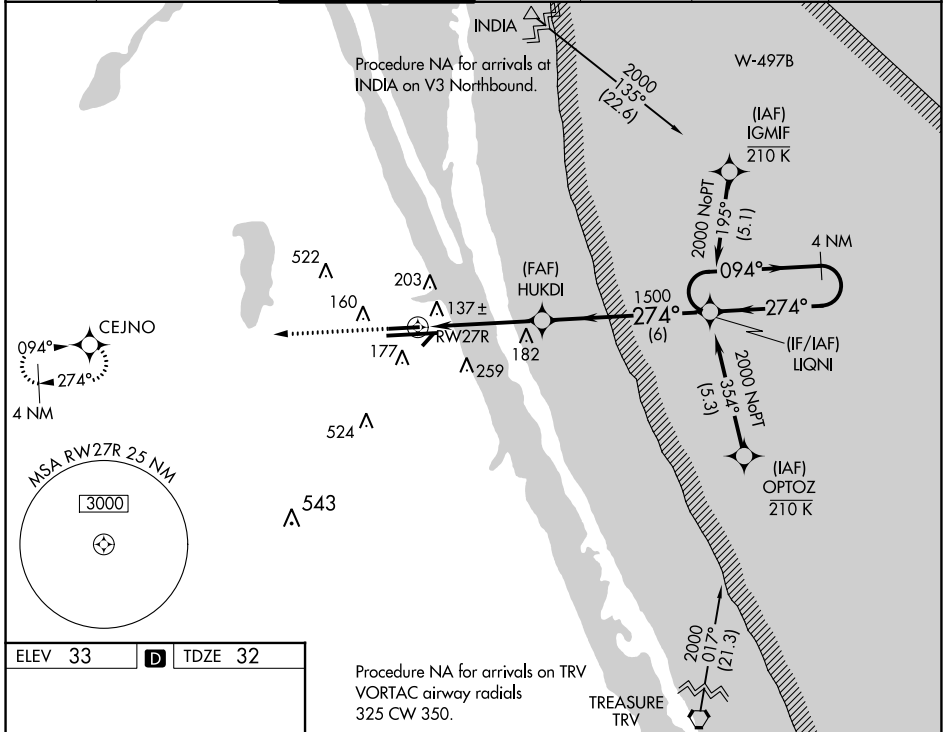 INDIA
Procedure NA for arrivals at
INDIA on V3 Northbound.
2000
135°
(22.6)
W-497B
(IAF)
IGMIF
210 K
2000 NoPT
195°
(5.1)
4 NM
094°
274°
522
203
160
137±
(FAF)
HUKDI
1500
274°
(6)
(IF/IAF)
LIQNI
CEJNO
094°
274°
4 NM
RW27R
177
259
182
2000 NoPT
354°
(5.3)
524
(IAF)
OPTOZ
210 K
MSA RW27R 25 NM
3000
543
2000
017°
(21.3)
ELEV 33
D
TDZE 32
Procedure NA for arrivals on TRV
VORTAC airway radials
325 CW 350.
TREASURE
TRV